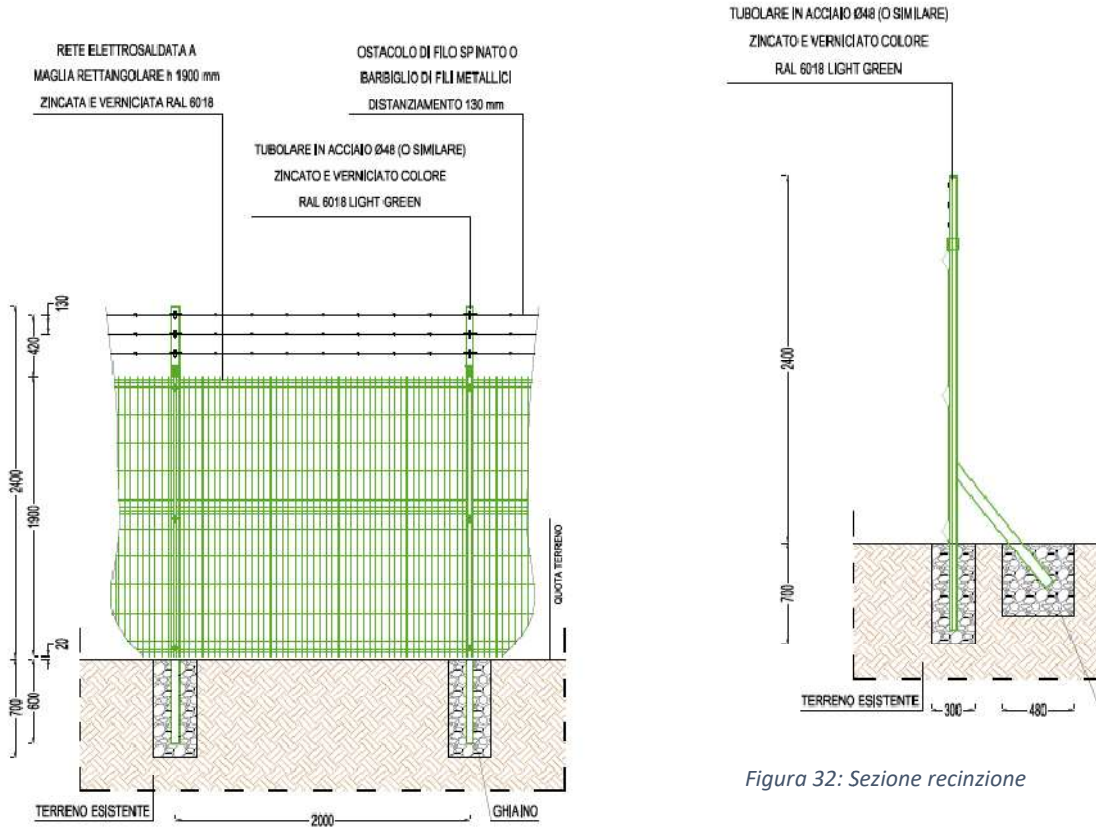 RETE ELETTROSALDATA A
MAGLIA RETTANGOLARE h 1900 mm
ZINCATA E VERNICIATA RAL 6018
OSTACOLO DI FILO SPINATO O
BARBIGLIO DI FILI METALLICI
DISTANZIAMENTO 130 mm
TUBOLARE IN ACCIAIO Ø48 (O SIMILARE)
ZINCATO E VERNICIATO COLORE
RAL 6018 LIGHT GREEN
130
420
2400
1900
20
700
600
QUOTA TERRENO
TERRENO ESISTENTE
2000
GHIAINO
TUBOLARE IN ACCIAIO Ø48 (O SIMILARE)
ZINCATO E VERNICIATO COLORE
RAL 6018 LIGHT GREEN
2400
700
TERRENO ESISTENTE
300
480
Figura 32: Sezione recinzione